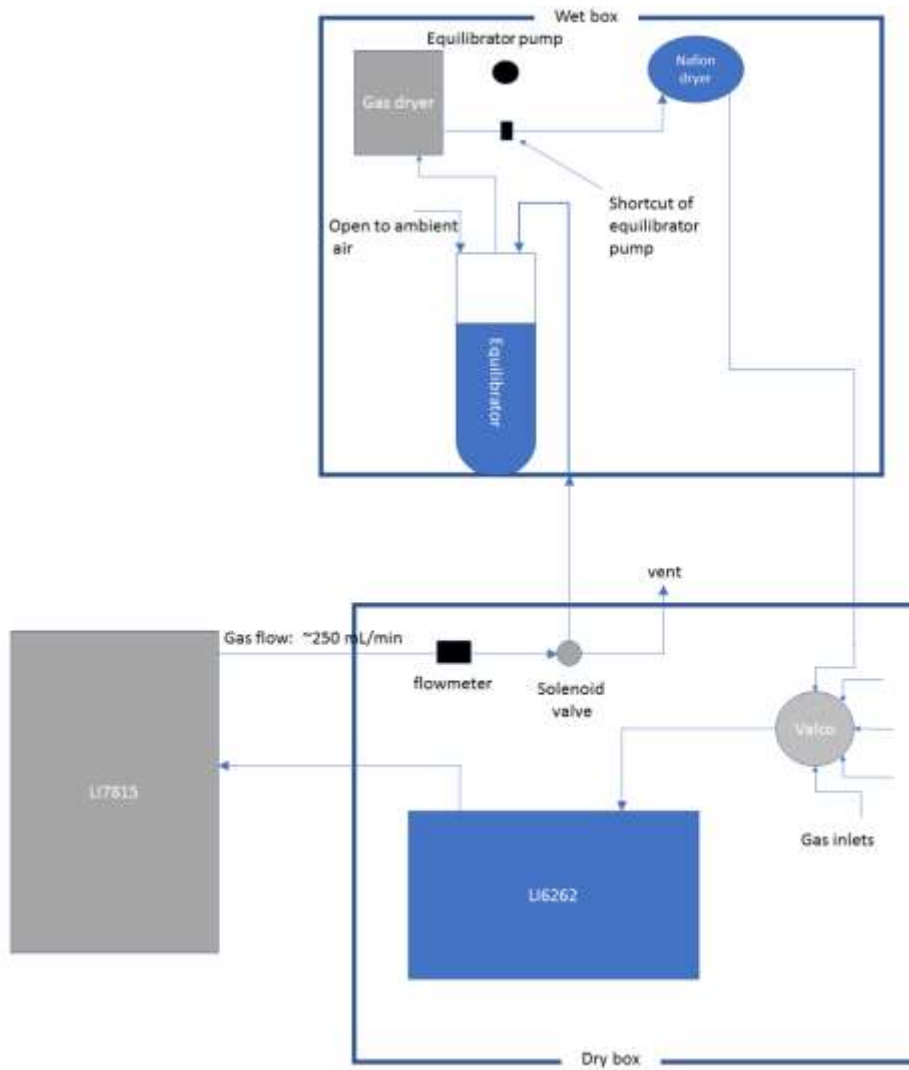 Wet box
Equilibrator pump
Nafion
dryer
Gas dryer
Shortcut of
equilibrator
pump
Open to ambient
air
Equilibrator
vent
Gas flow: ~250 mL/min
flowmeter
Solenoid
valve
Valco
LI7815
Gas inlets
LI6262
Dry box